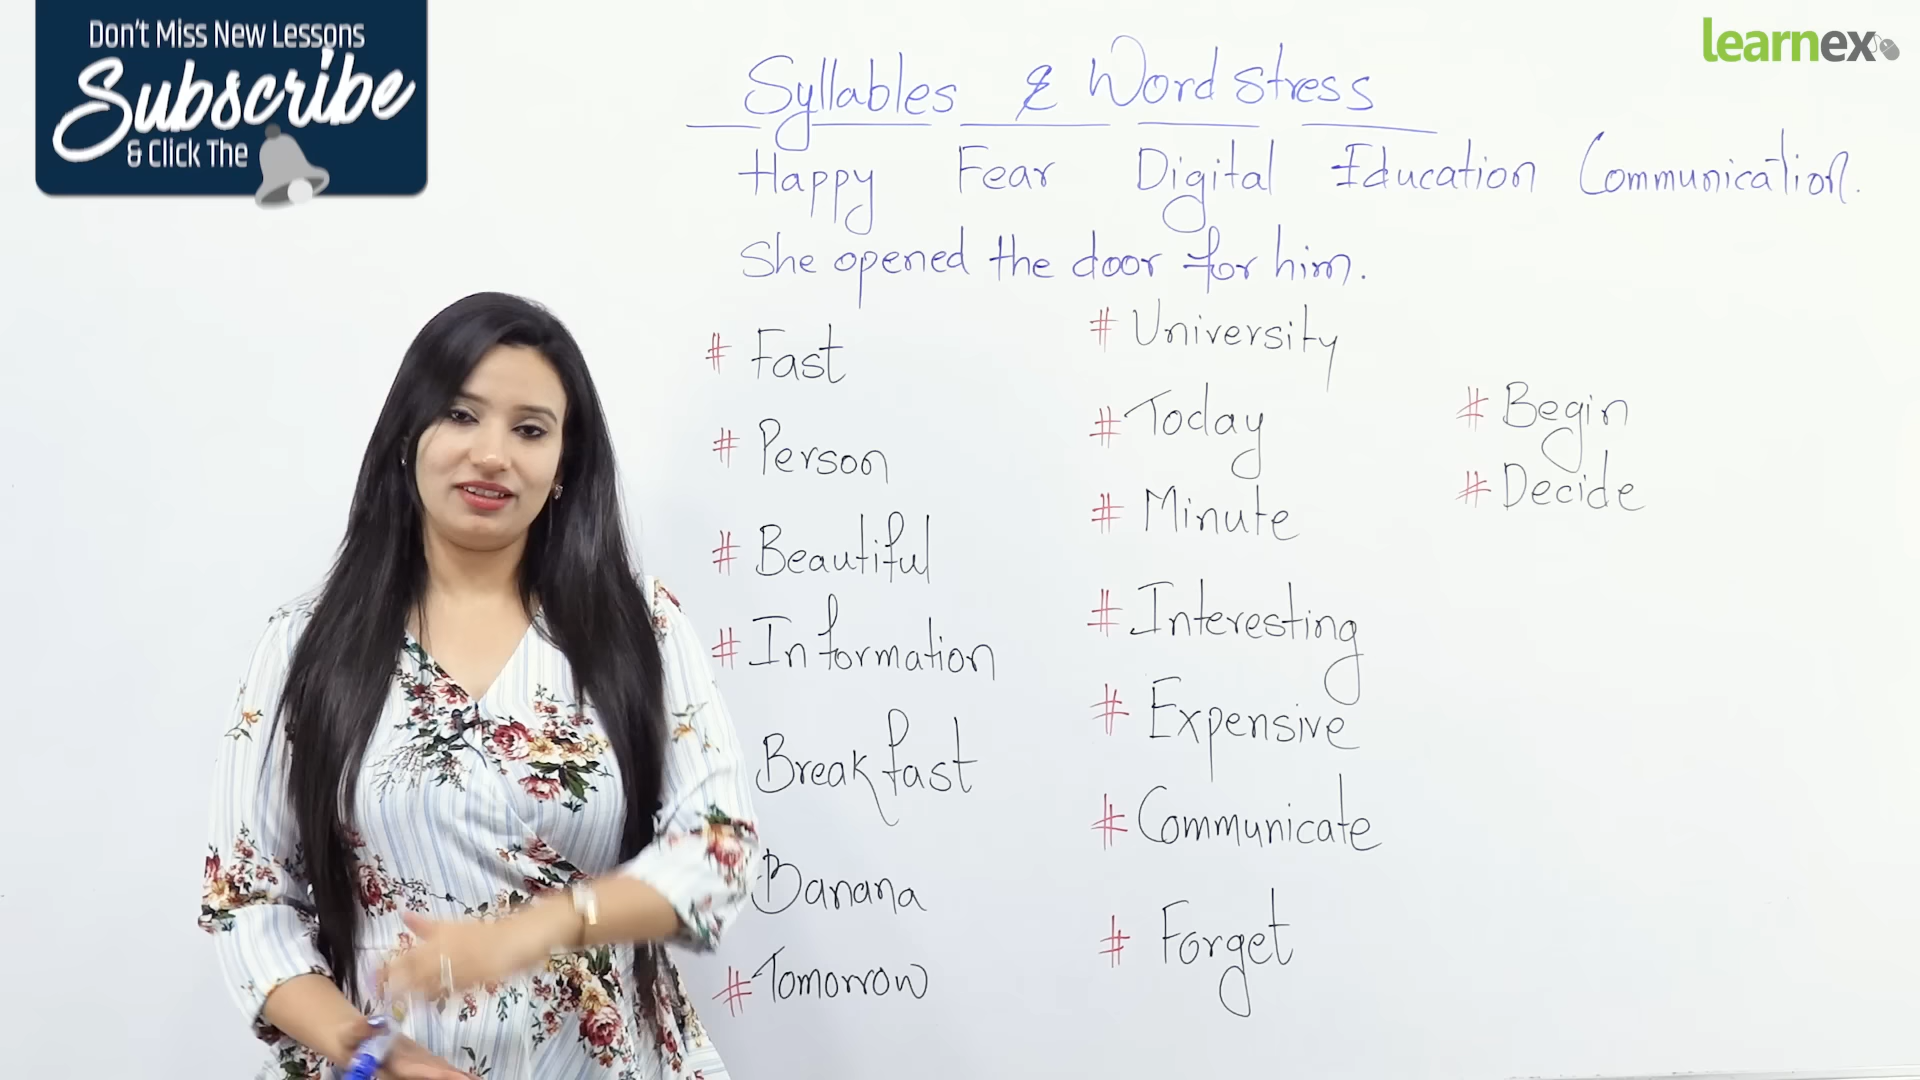 Don't Miss New Lessons
Subscribe
& Click The
learnex
Syllables & Word stress
Happy Fear Digital Education Communication.
She opened the door for him.
# Fast
# Person
# Beautiful
# Information
Breakfast
Banana
# Tomorrow
# University
# Today
# Minute
# Interesting
# Expensive
# Communicate
# Forget
# Begin
# Decide